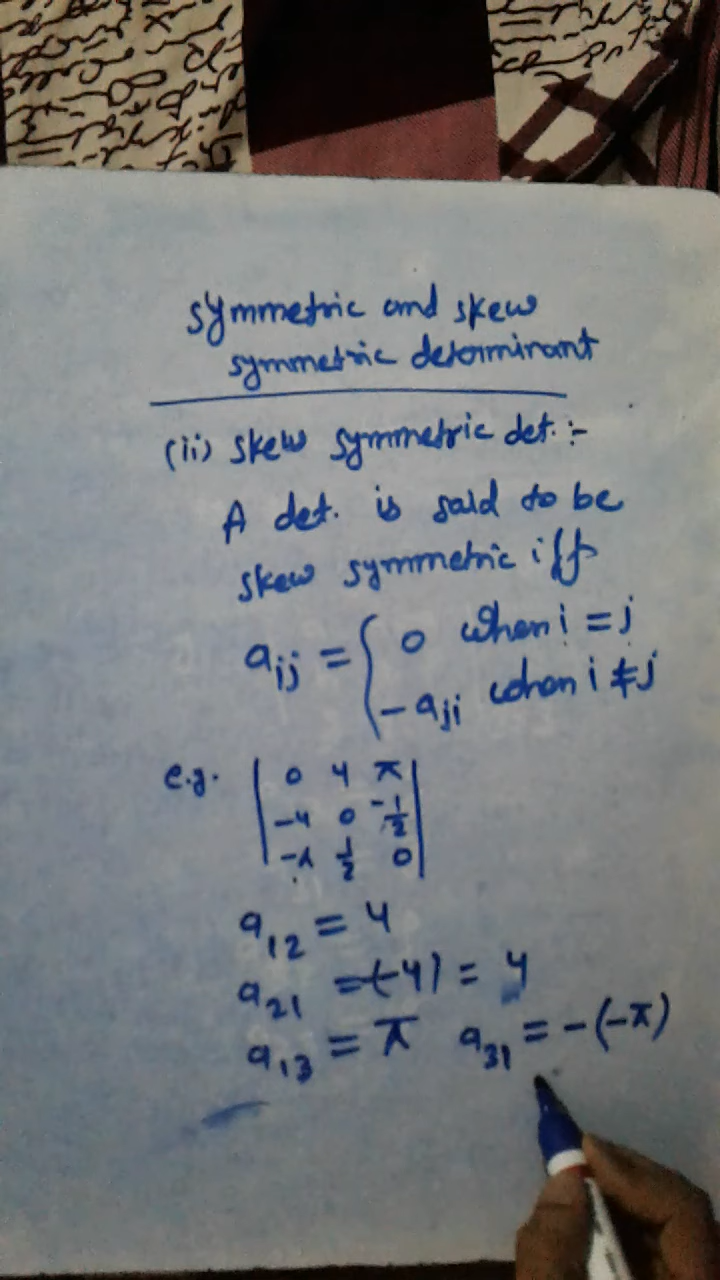 symmetric and skew
symmetric determinant
(ii) skew symmetric det. :-
A det. is said to be
skew symmetric iff
aij = { 0 when i = j
-aji when i ≠ j
e.g. | 0 4 π |
| -4 0 -1/2 |
| -π 1/2 0 |
a12 = 4
a21 = -(-4) = 4
a13 = π a31 = -(-π)